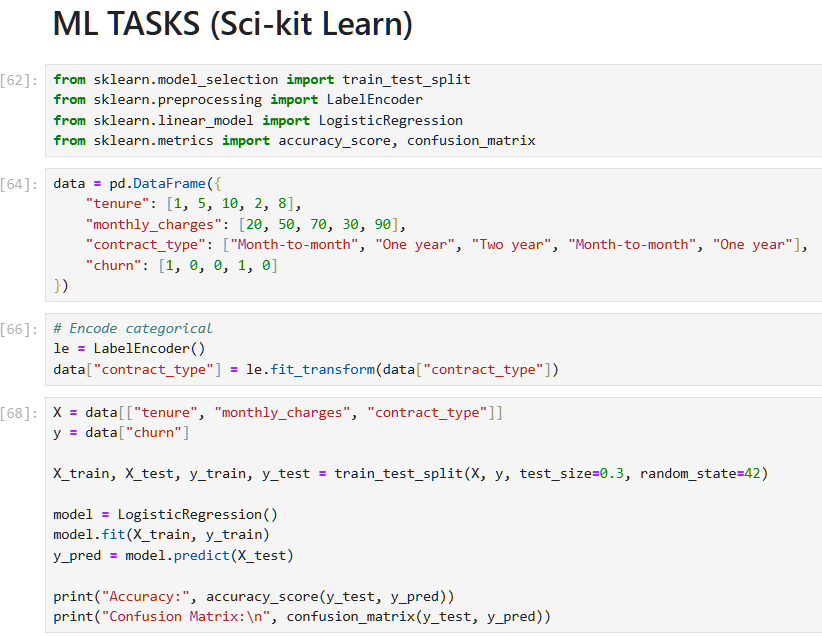 ML TASKS (Sci-kit Learn)
[62]:
from sklearn.model_selection import train_test_split
from sklearn.preprocessing import LabelEncoder
from sklearn.linear_model import LogisticRegression
from sklearn.metrics import accuracy_score, confusion_matrix
[64]:
data = pd.DataFrame({
    "tenure": [1, 5, 10, 2, 8],
    "monthly_charges": [20, 50, 70, 30, 90],
    "contract_type": ["Month-to-month", "One year", "Two year", "Month-to-month", "One year"],
    "churn": [1, 0, 0, 1, 0]
})
[66]:
# Encode categorical
le = LabelEncoder()
data["contract_type"] = le.fit_transform(data["contract_type"])
[68]:
X = data[["tenure", "monthly_charges", "contract_type"]]
y = data["churn"]

X_train, X_test, y_train, y_test = train_test_split(X, y, test_size=0.3, random_state=42)

model = LogisticRegression()
model.fit(X_train, y_train)
y_pred = model.predict(X_test)

print("Accuracy:", accuracy_score(y_test, y_pred))
print("Confusion Matrix:\n", confusion_matrix(y_test, y_pred))